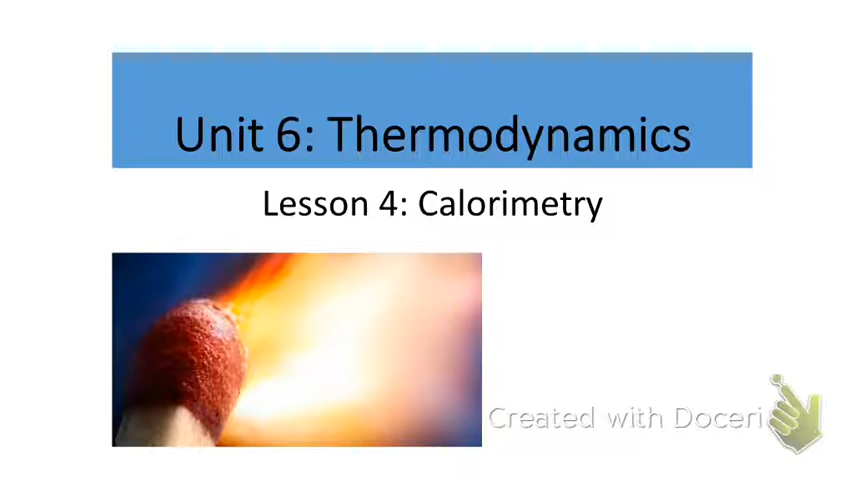 Unit 6: Thermodynamics
Lesson 4: Calorimetry
Created with Doceri